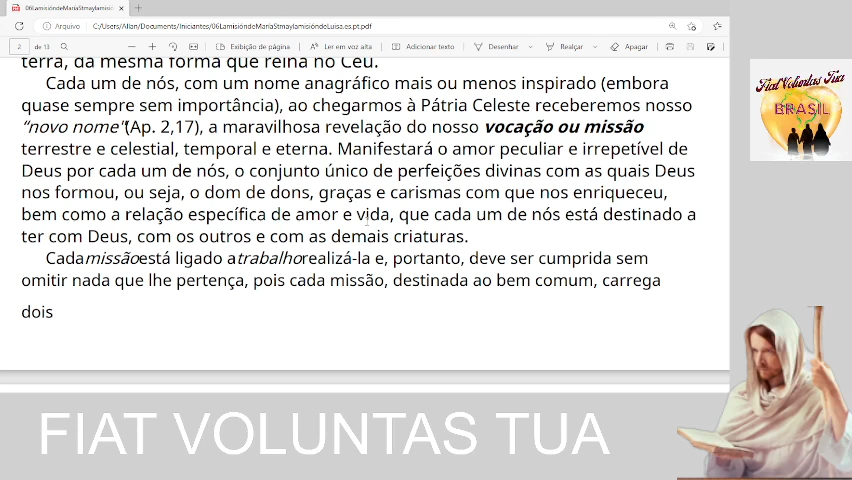 06LamisióndeMaríaStmaylamisióndeL
Arquivo C:/Users/Allan/Documents/Iniciantes/06LamisióndeMaríaStmaylamisióndeLuisa.es.pt.pdf
2 de 13 Exibição de página Ler em voz alta Adicionar texto Desenhar Realçar Apagar
terra, da mesma forma que reina no Céu.
Cada um de nós, com um nome anagráfico mais ou menos inspirado (embora
quase sempre sem importância), ao chegarmos à Pátria Celeste receberemos nosso
“novo nome”(Ap. 2,17), a maravilhosa revelação do nosso vocação ou missão
terrestre e celestial, temporal e eterna. Manifestará o amor peculiar e irrepetível de
Deus por cada um de nós, o conjunto único de perfeições divinas com as quais Deus
nos formou, ou seja, o dom de dons, graças e carismas com que nos enriqueceu,
bem como a relação específica de amor e vida, que cada um de nós está destinado a
ter com Deus, com os outros e com as demais criaturas.
Cadamissãoestá ligado atrabalhorealizá-la e, portanto, deve ser cumprida sem
omitir nada que lhe pertença, pois cada missão, destinada ao bem comum, carrega
dois
Fiat Voluntas Tua
BRASIL
FIAT VOLUNTAS TUA